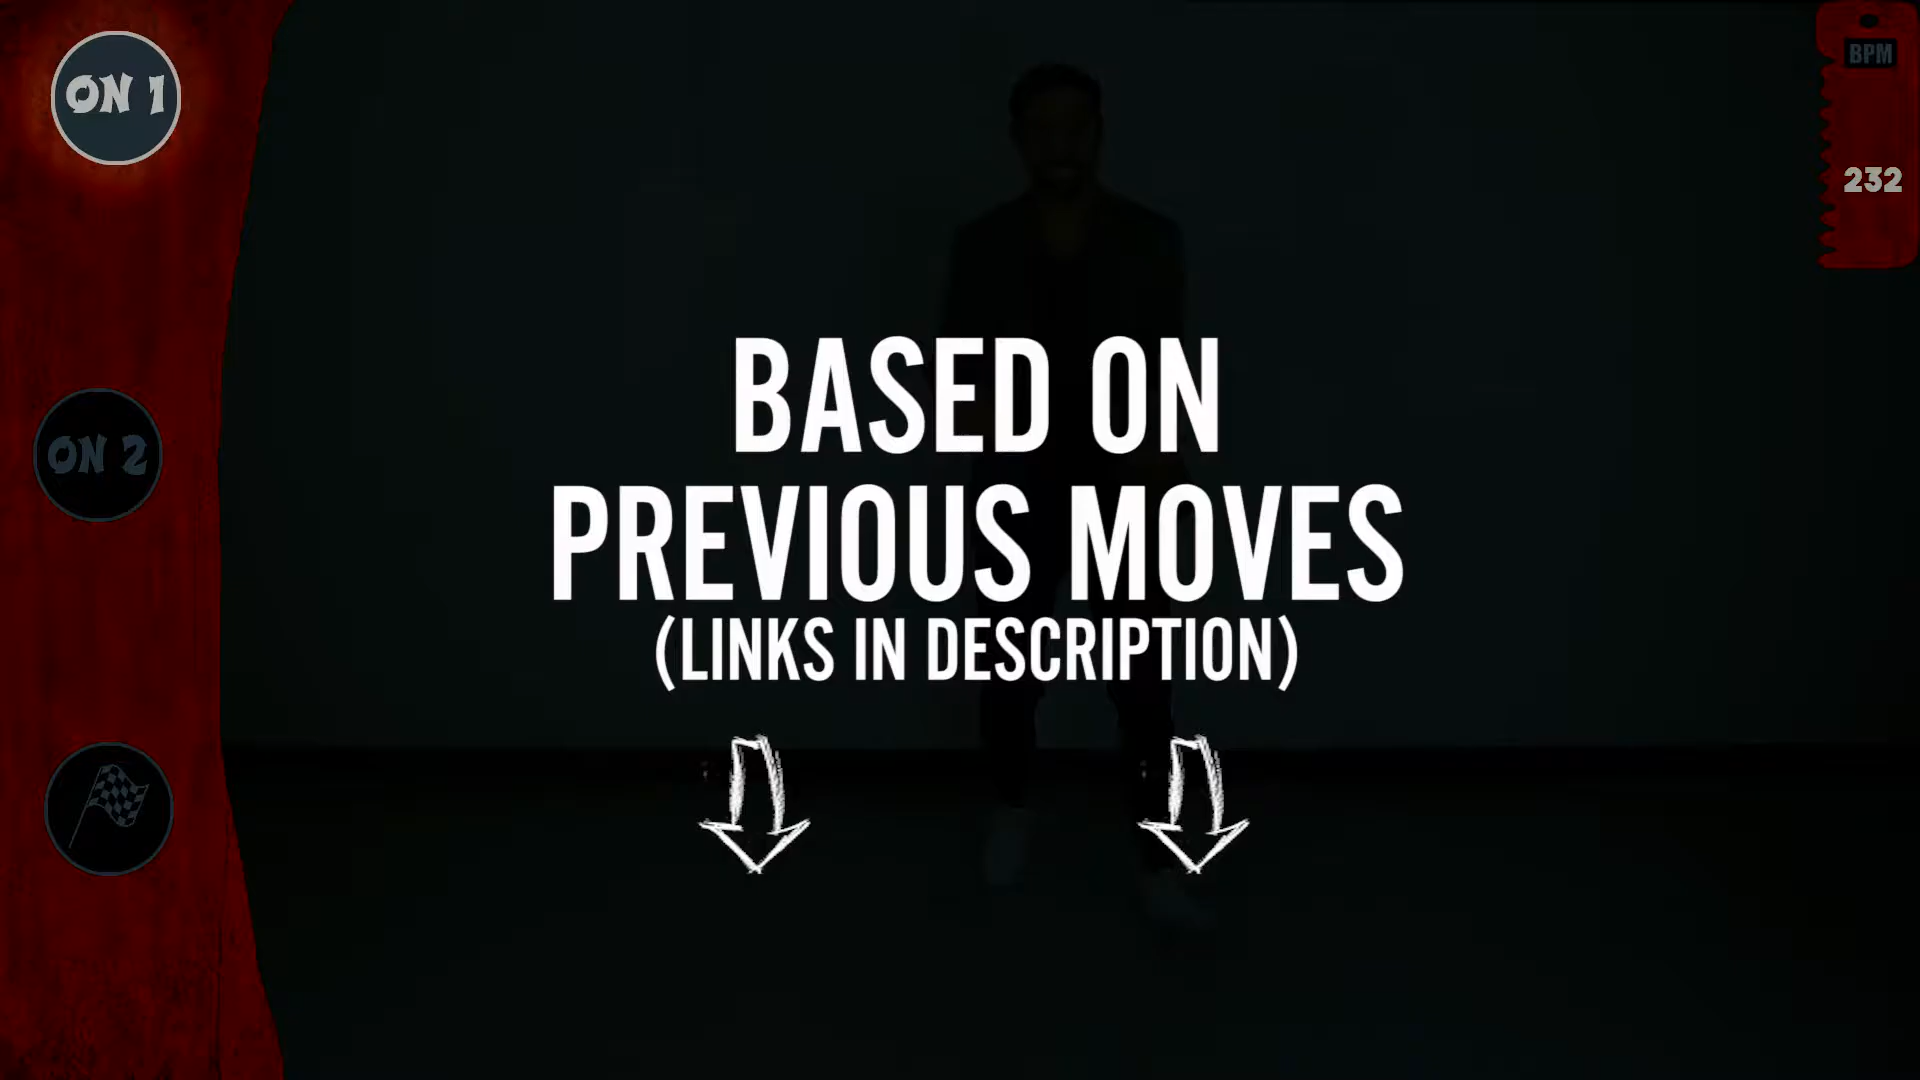 ON 1
BPM
232
BASED ON
PREVIOUS MOVES
(LINKS IN DESCRIPTION)
ON 2